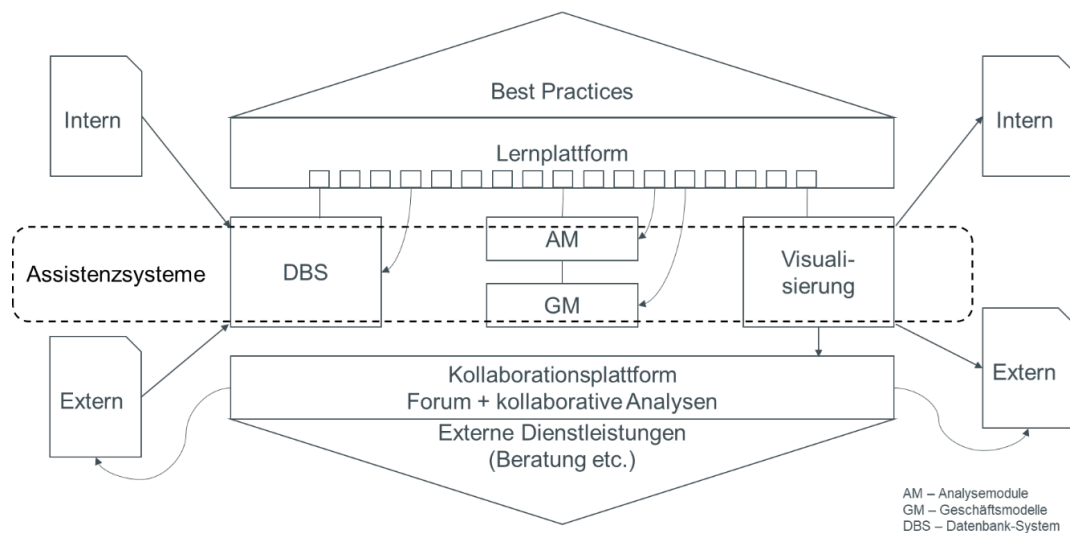 Best Practices
Intern
Intern
Lernplattform
AM
Assistenzsysteme
DBS
Visuali-
sierung
GM
Extern
Kollaborationsplattform
Extern
Forum + kollaborative Analysen
Externe Dienstleistungen
(Beratung etc.)
AM – Analysemodule
GM – Geschäftsmodelle
DBS – Datenbank-System